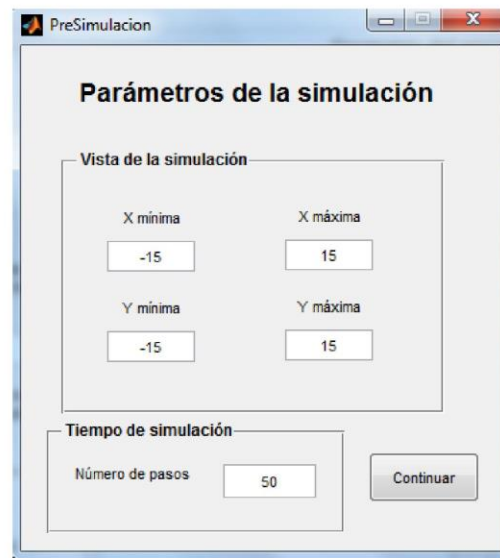 PreSimulacion
Parámetros de la simulación
Vista de la simulación
X mínima X máxima
-15 15
Y mínima Y máxima
-15 15
Tiempo de simulación
Número de pasos 50 Continuar